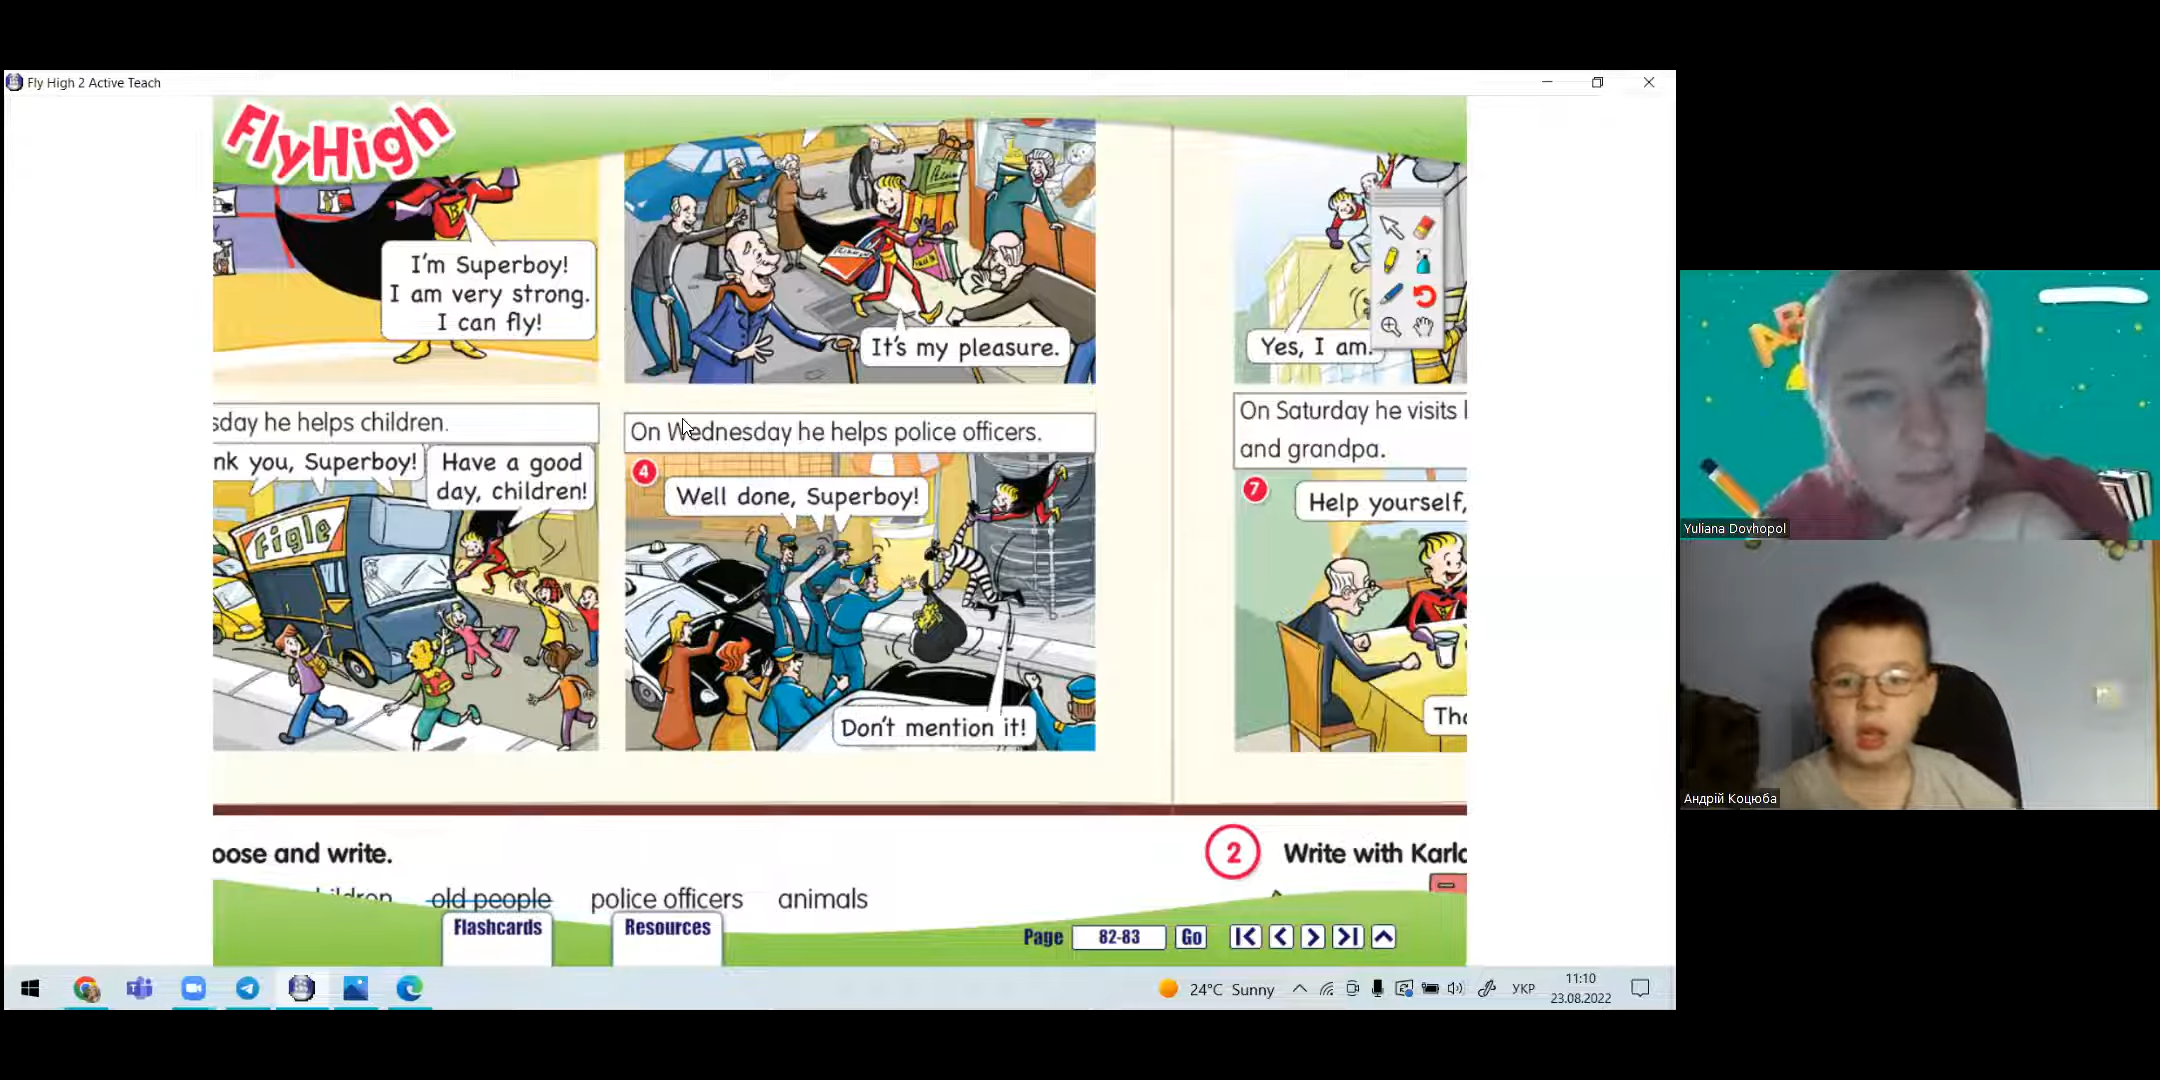 Fly High 2 Active Teach
FlyHigh
I'm Superboy!
I am very strong.
I can fly!
It's my pleasure.
Yes, I am.
sday he helps children.
On Wednesday he helps police officers.
On Saturday he visits
and grandpa.
nk you, Superboy!
Have a good
day, children!
Figle
4
Well done, Superboy!
Don't mention it!
7
Help yourself,
Tha
oose and write.
2
Write with Karl
ildren old people police officers animals
Flashcards
Resources
Page 82-83 Go
24°C Sunny
УКР
11:10
23.08.2022
Yuliana Dovhopol
Андрій Коцюба